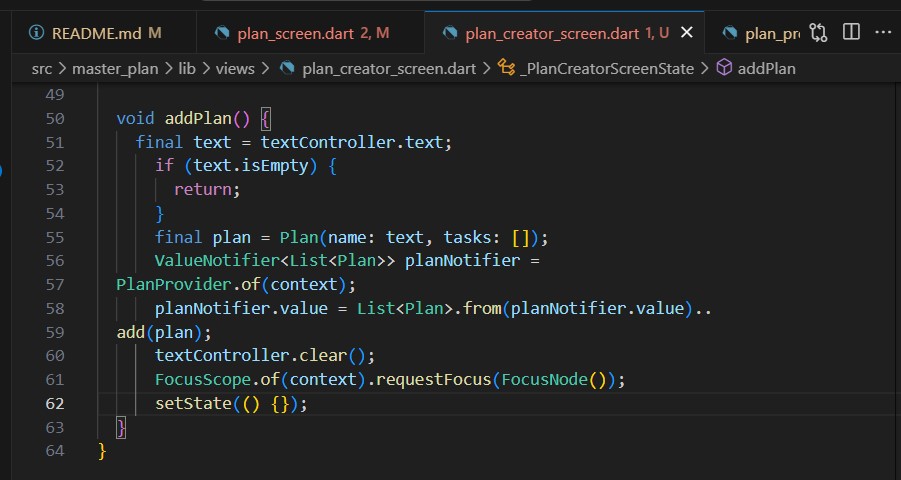 README.md M plan_screen.dart 2, M plan_creator_screen.dart 1, U plan_pr
src > master_plan > lib > views > plan_creator_screen.dart > _PlanCreatorScreenState > addPlan
49
50 void addPlan() {
51 final text = textController.text;
52 if (text.isEmpty) {
53 return;
54 }
55 final plan = Plan(name: text, tasks: []);
56 ValueNotifier<List<Plan>> planNotifier =
57 PlanProvider.of(context);
58 planNotifier.value = List<Plan>.from(planNotifier.value)..
59 add(plan);
60 textController.clear();
61 FocusScope.of(context).requestFocus(FocusNode());
62 setState(() {});
63 }
64 }